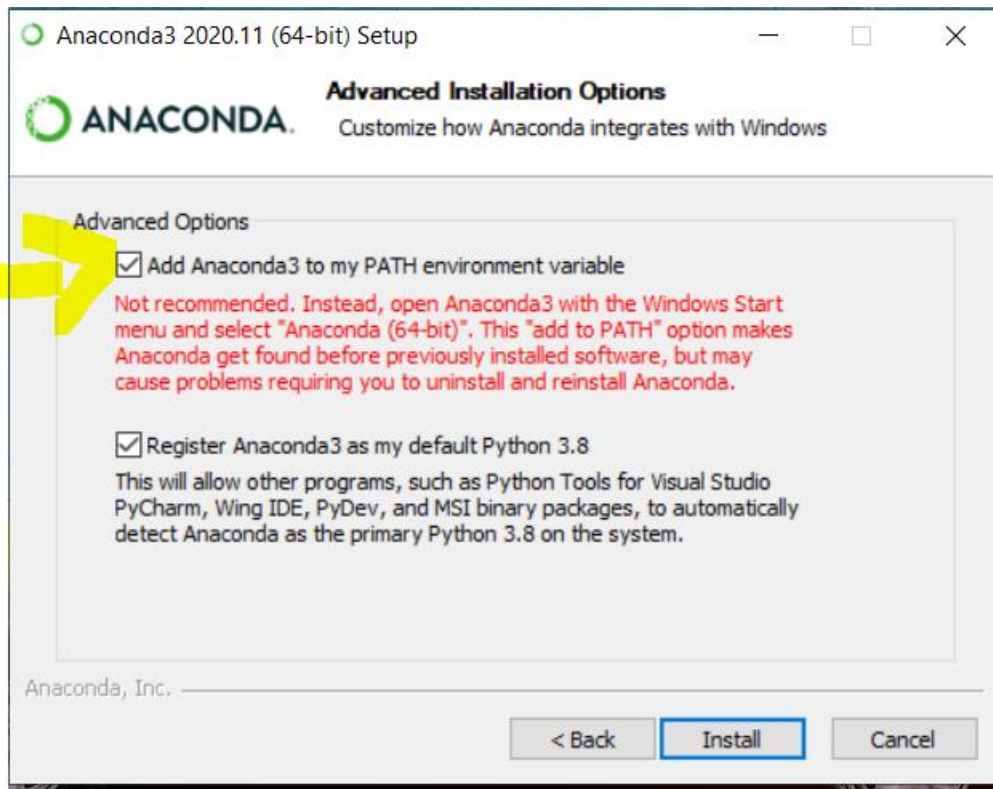 Anaconda3 2020.11 (64-bit) Setup
ANACONDA.
Advanced Installation Options
Customize how Anaconda integrates with Windows
Advanced Options
Add Anaconda3 to my PATH environment variable
Not recommended. Instead, open Anaconda3 with the Windows Start
menu and select "Anaconda (64-bit)". This "add to PATH" option makes
Anaconda get found before previously installed software, but may
cause problems requiring you to uninstall and reinstall Anaconda.
Register Anaconda3 as my default Python 3.8
This will allow other programs, such as Python Tools for Visual Studio
PyCharm, Wing IDE, PyDev, and MSI binary packages, to automatically
detect Anaconda as the primary Python 3.8 on the system.
Anaconda, Inc.
< Back
Install
Cancel